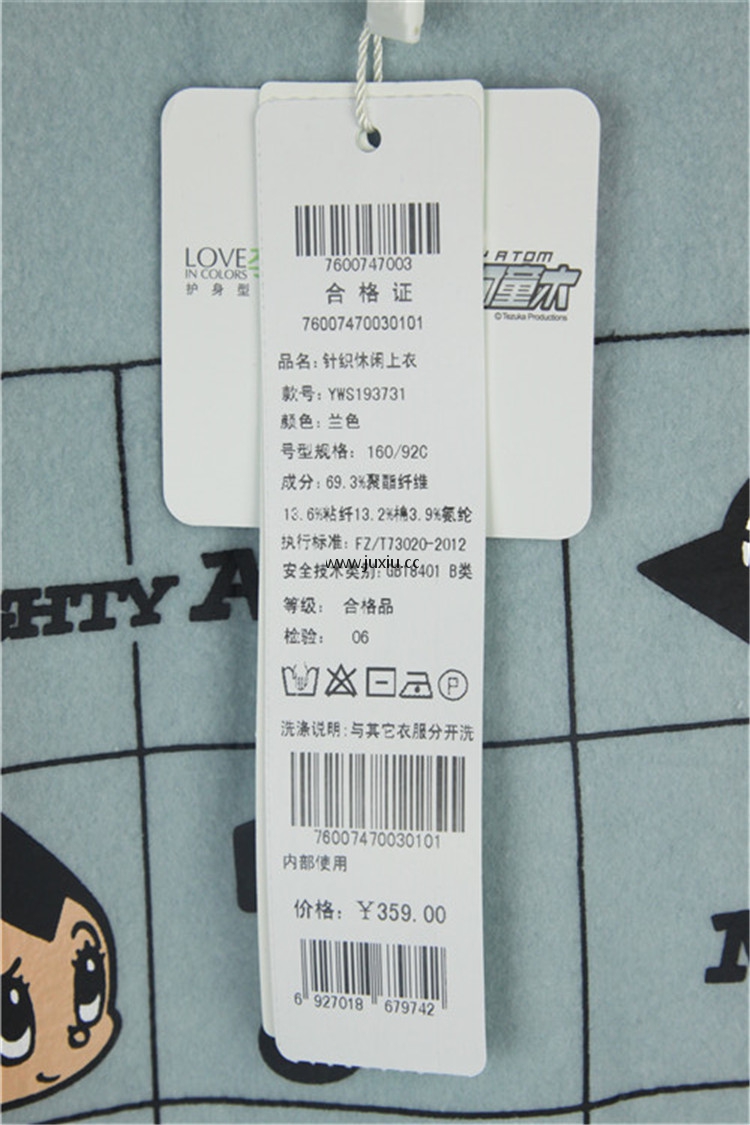 LOVE
IN COLORS
护身型
ATOM
童木
© Tezuka Productions
7600747003
合格证
76007470030101
品名:针织休闲上衣
款号:YWS193731
颜色:兰色
号型规格: 160/92C
成分:69.3%聚酯纤维
13.6%粘纤13.2%棉3.9%氨纶
执行标准:FZ/T73020-2012
www.juxiu.cc
安全技术类别:GB18401 B类
等级: 合格品
检验: 06
P
洗涤说明:与其它衣服分开洗
76007470030101
内部使用
价格:￥359.00
6 927018 679742
GHTY A